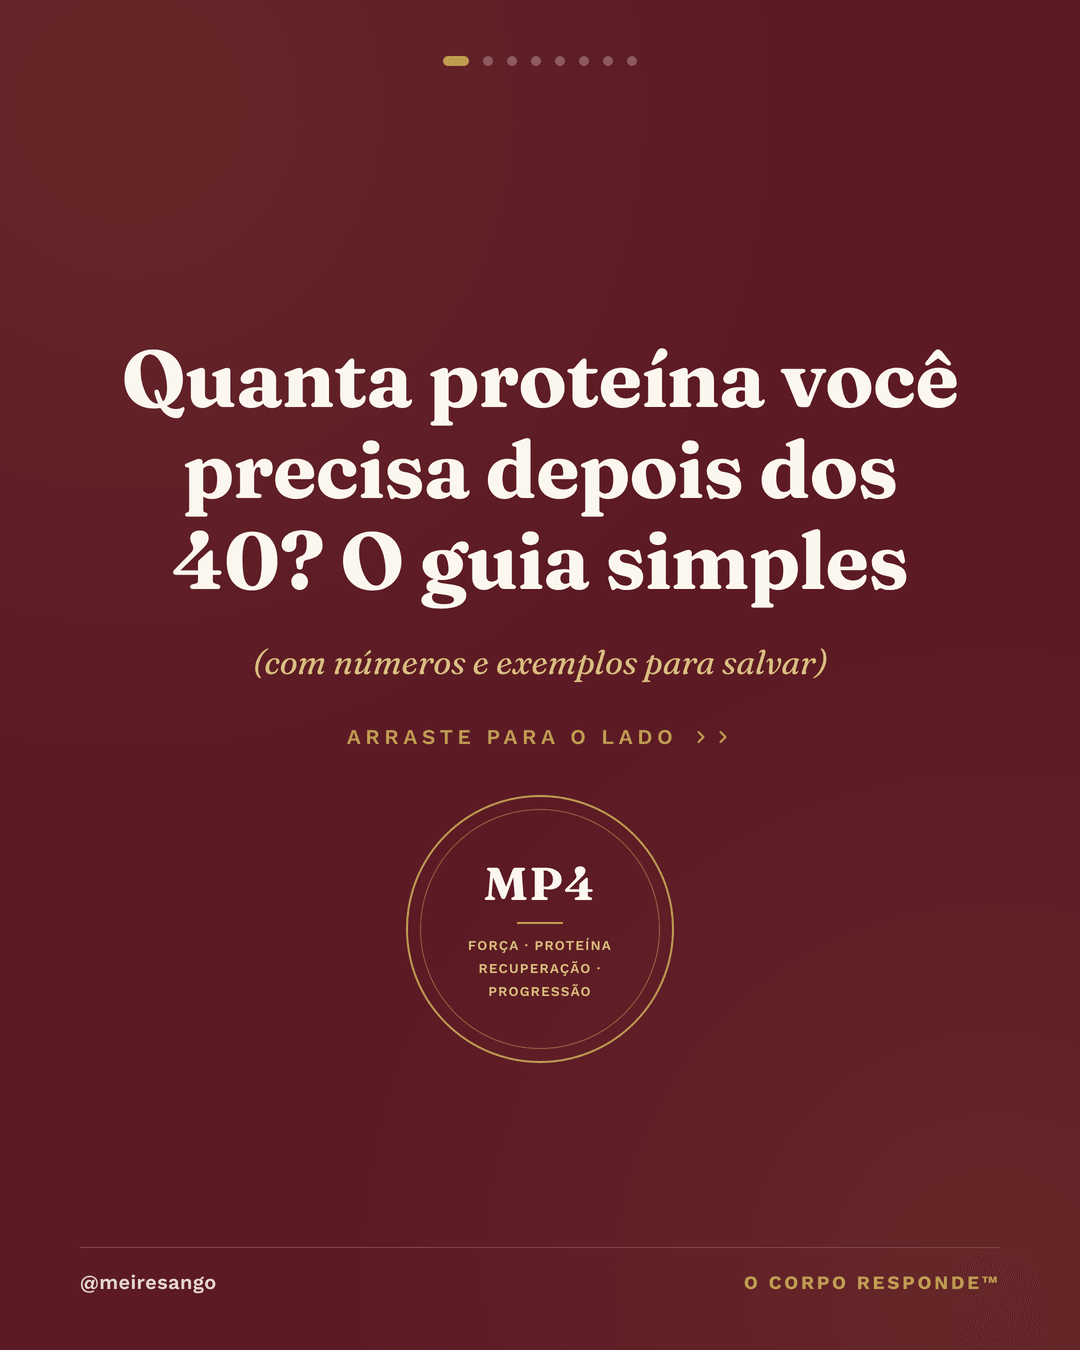 Quanta proteína você
precisa depois dos
40? O guia simples
(com números e exemplos para salvar)
ARRASTE PARA O LADO >>
MP4
FORÇA · PROTEÍNA
RECUPERAÇÃO ·
PROGRESSÃO
@meiresango
O CORPO RESPONDE™